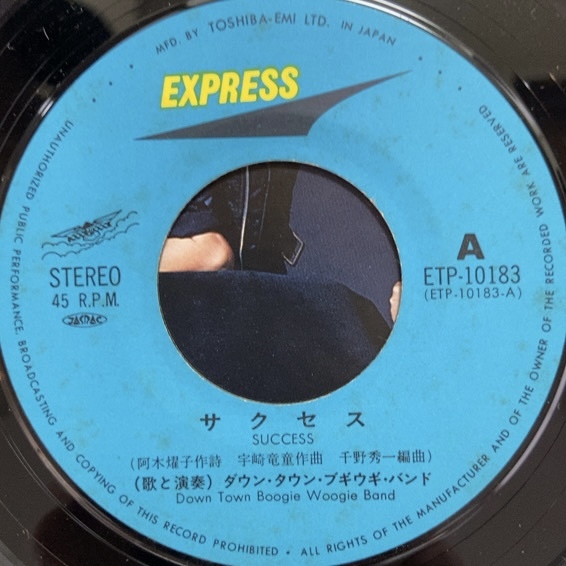 MFD. BY TOSHIBA-EMI LTD. IN JAPAN
EXPRESS
STEREO
45 R.P.M.
JASRAC
A
ETP-10183
(ETP-10183-A)
サクセス
SUCCESS
(阿木燿子作詩 宇崎竜童作曲 千野秀一編曲)
(歌と演奏) ダウン・タウン・ブギウギ・バンド
Down Town Boogie Woogie Band
UNAUTHORIZED PUBLIC PERFORMANCE, BROADCASTING AND COPYING OF THIS RECORD PROHIBITED • ALL RIGHTS OF THE MANUFACTURER AND OF THE OWNER OF THE RECORDED WORK ARE RESERVED